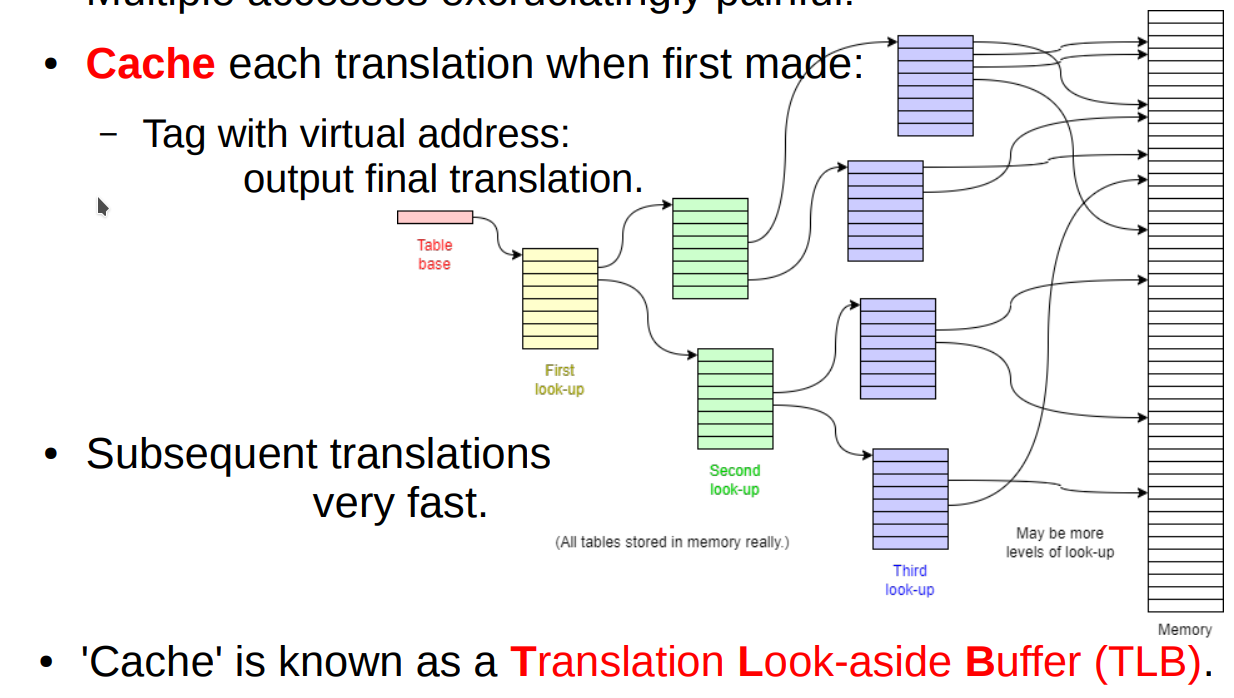 Multiple accesses excruciatingly painful.
• Cache each translation when first made:
– Tag with virtual address:
output final translation.
Table
base
First
look-up
• Subsequent translations
very fast.
Second
look-up
(All tables stored in memory really.)
May be more
levels of look-up
Third
look-up
Memory
• 'Cache' is known as a Translation Look-aside Buffer (TLB).